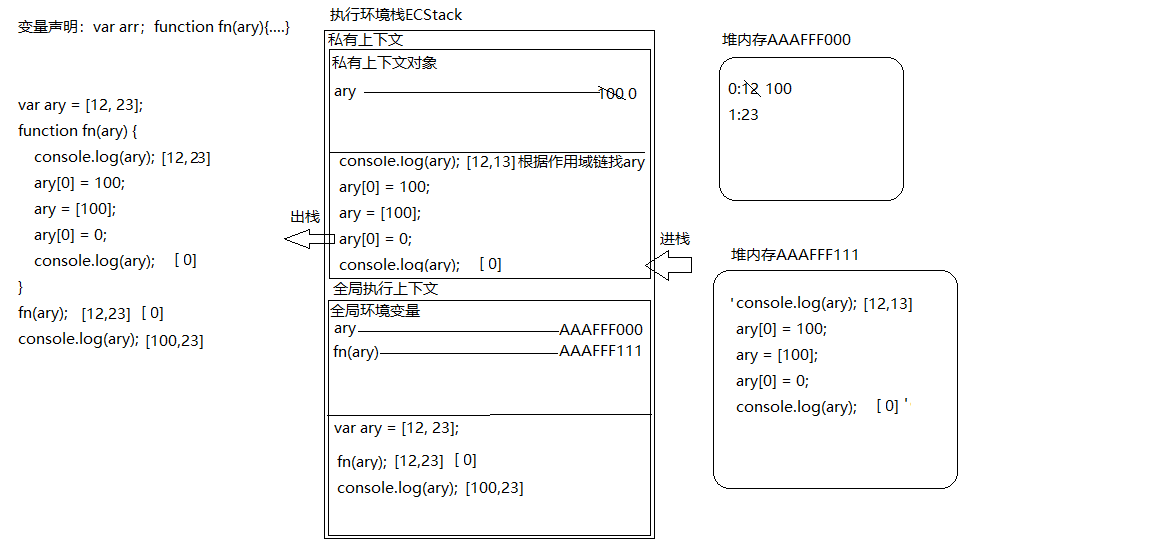 变量声明：var arr；function fn(ary){....}
var ary = [12, 23];
function fn(ary) {
console.log(ary); [12,23]
ary[0] = 100;
ary = [100];
ary[0] = 0;
console.log(ary); [ 0]
}
fn(ary); [12,23] [ 0]
console.log(ary); [100,23]
出栈
执行环境栈ECStack
私有上下文
私有上下文对象
ary 100 0
console.log(ary); [12,13] 根据作用域链找ary
ary[0] = 100;
ary = [100];
ary[0] = 0;
console.log(ary); [ 0]
进栈
全局执行上下文
全局环境变量
ary AAAFFF000
fn(ary) AAAFFF111
var ary = [12, 23];
fn(ary); [12,23] [ 0]
console.log(ary); [100,23]
堆内存AAAFFF000
0:12 100
1:23
堆内存AAAFFF111
'console.log(ary); [12,13]
ary[0] = 100;
ary = [100];
ary[0] = 0;
console.log(ary); [ 0] '